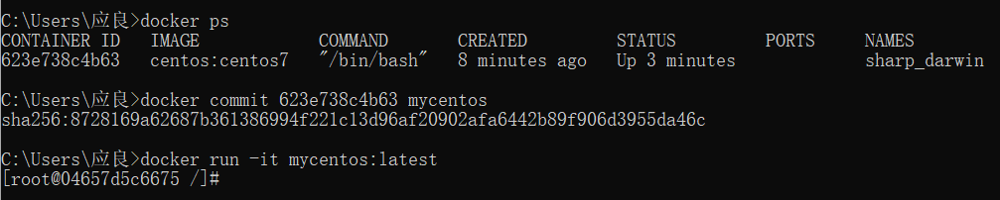 C:\Users\应良>docker ps
CONTAINER ID   IMAGE            COMMAND       CREATED         STATUS         PORTS     NAMES
623e738c4b63   centos:centos7   "/bin/bash"   8 minutes ago   Up 3 minutes             sharp_darwin
C:\Users\应良>docker commit 623e738c4b63 mycentos
sha256:8728169a62687b361386994f221c13d96af20902afa6442b89f906d3955da46c
C:\Users\应良>docker run -it mycentos:latest
[root@04657d5c6675 /]#